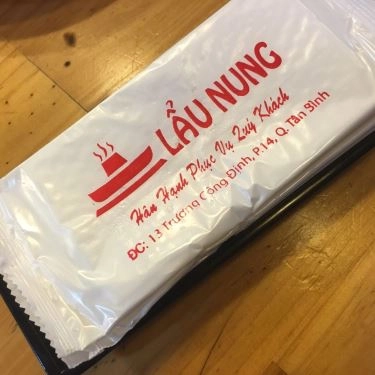 LẨU NUNG
Hân Hạnh Phục Vụ Quý Khách
ĐC: 13 Trương Công Định, P.14, Q. Tân Bình